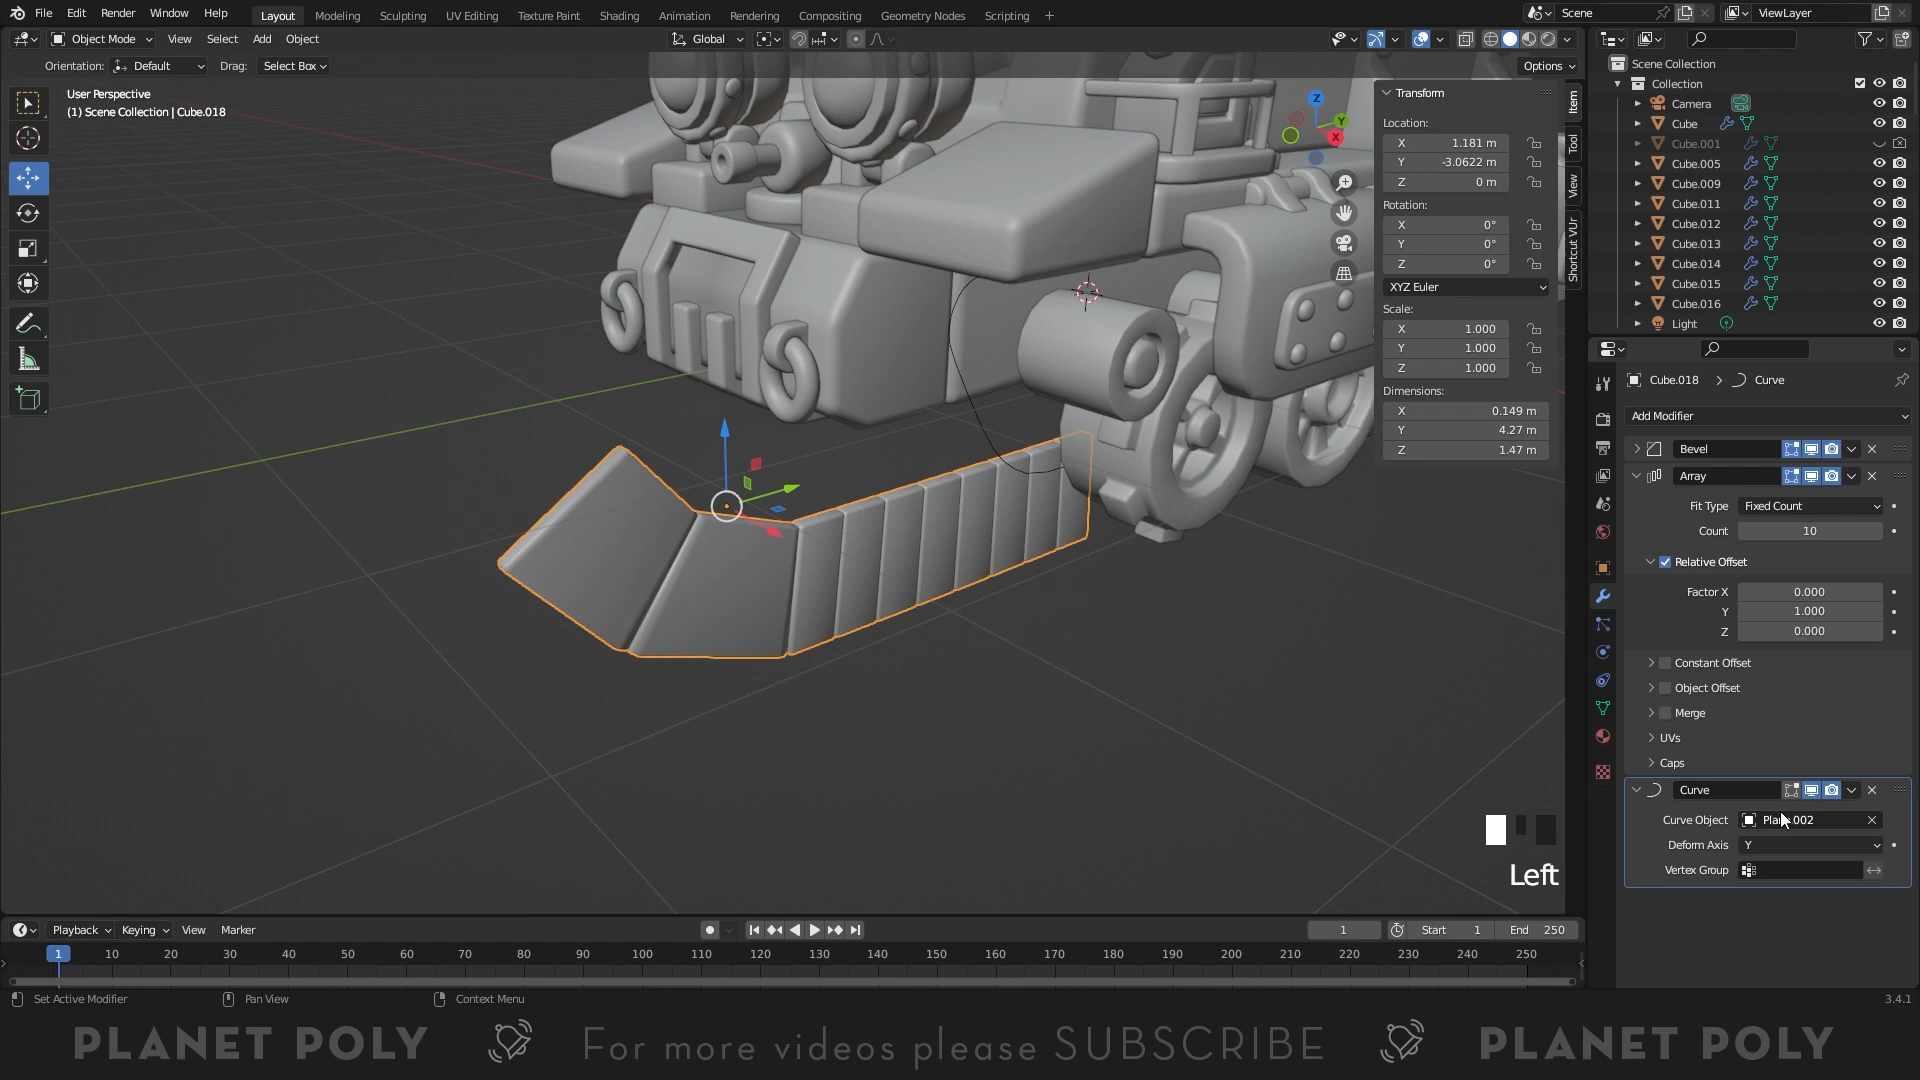 File Edit Render Window Help Layout Modeling Sculpting UV Editing Texture Paint Shading Animation Rendering Compositing Geometry Nodes Scripting + Scene ViewLayer
Object Mode View Select Add Object Global
Orientation: Default Drag: Select Box Options
User Perspective
(1) Scene Collection | Cube.018
Transform
Location:
X 1.181 m
Y -3.0622 m
Z 0 m
Rotation:
X 0°
Y 0°
Z 0°
XYZ Euler
Scale:
X 1.000
Y 1.000
Z 1.000
Dimensions:
X 0.149 m
Y 4.27 m
Z 1.47 m
Item
Tool
View
Shortcut VUr
Z
Y
X
Scene Collection
Collection
Camera
Cube
Cube.001
Cube.005
Cube.009
Cube.011
Cube.012
Cube.013
Cube.014
Cube.015
Cube.016
Light
Cube.018 > Curve
Add Modifier
Bevel
Array
Fit Type Fixed Count
Count 10
Relative Offset
Factor X 0.000
Y 1.000
Z 0.000
Constant Offset
Object Offset
Merge
UVs
Caps
Curve
Curve Object
Deform Axis Y
Vertex Group
Left
Playback Keying View Marker 1 Start 1 End 250
1 10 20 30 40 50 60 70 80 90 100 110 120 130 140 150 160 170 180 190 200 210 220 230 240 250
Set Active Modifier Pan View Context Menu 3.4.1
PLANET POLY For more videos please SUBSCRIBE PLANET POLY